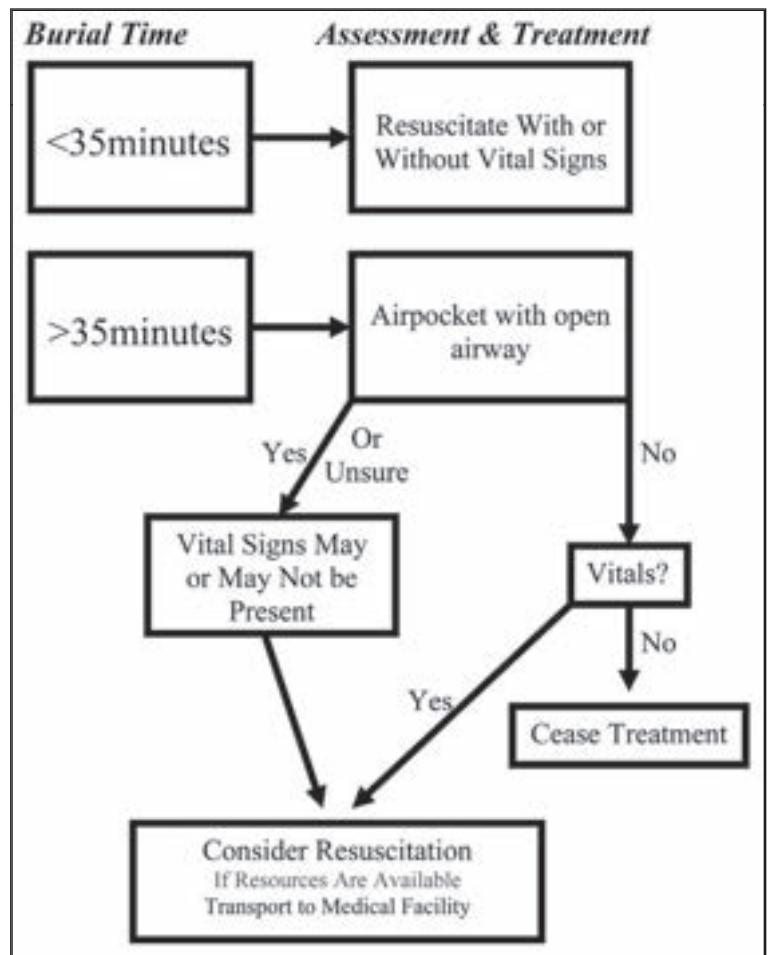 Burial Time
Assessment & Treatment
<35minutes
Resuscitate With or
Without Vital Signs
>35minutes
Airpocket with open
airway
Yes
Or
Unsure
No
Vital Signs May
or May Not be
Present
Vitals?
No
Yes
Cease Treatment
Consider Resuscitation
If Resources Are Available
Transport to Medical Facility